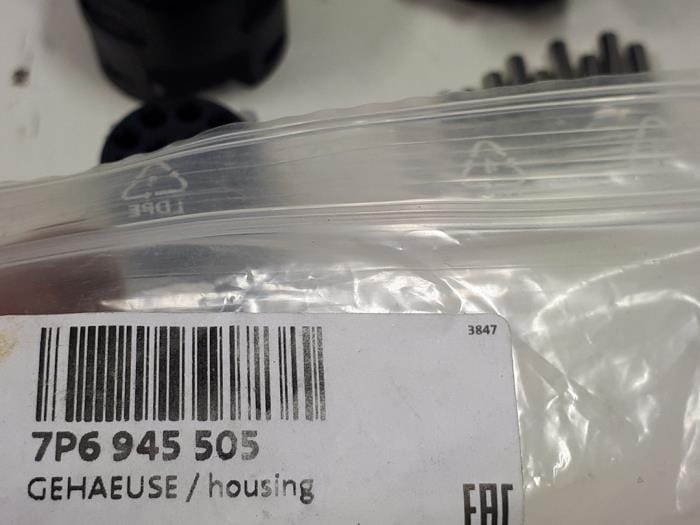 LDPE
3847
7P6 945 505
GEHAEUSE / housing
EAC